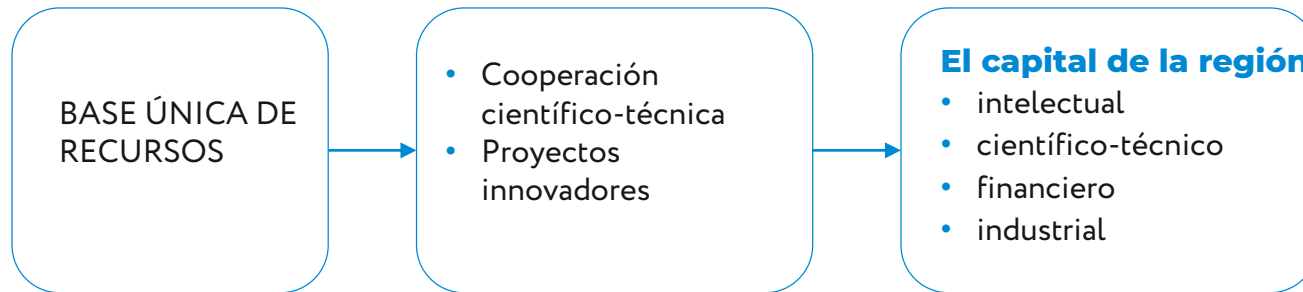 BASE ÚNICA DE
RECURSOS
• Cooperación
científico-técnica
• Proyectos
innovadores
El capital de la región
• intelectual
• científico-técnico
• financiero
• industrial